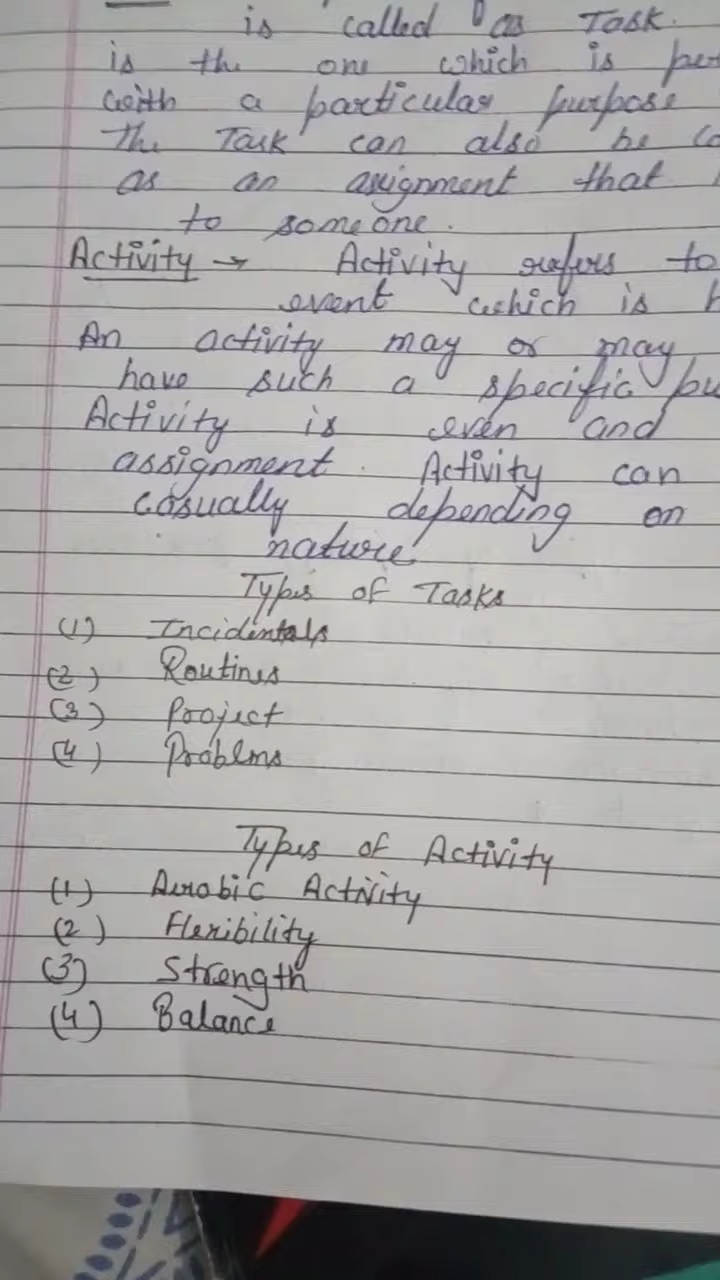 is called as Task.
is the one which is
with a particular purpose
The Task can also be
as an assignment that
to someone.
Activity → Activity refers to
event which is
An activity may or may
have such a specific
Activity is even and
assignment. Activity can
casually depending on
nature.
Types of Tasks
(1) Incidentals
(2) Routines
(3) Project
(4) Problms
Types of Activity
(1) Aerobic Activity
(2) Flexibility
(3) Strength
(4) Balance